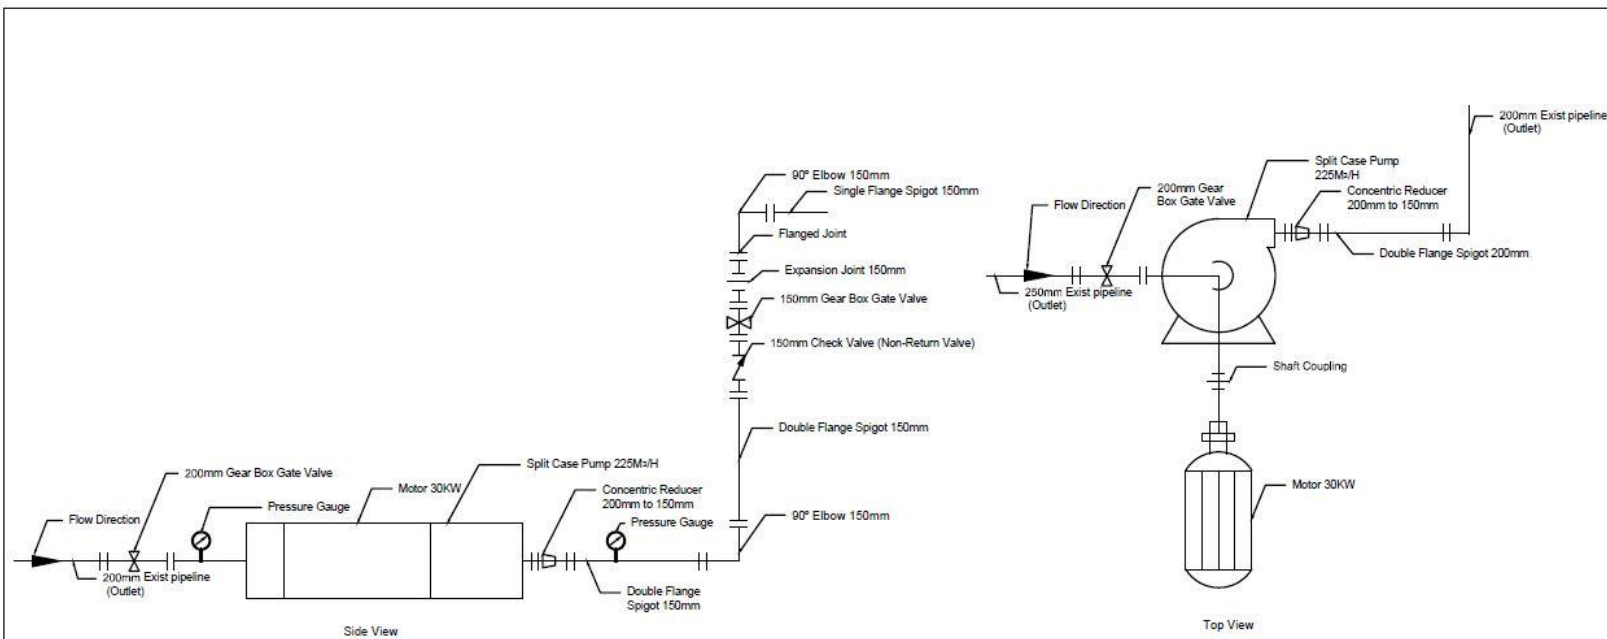 90º Elbow 150mm
Single Flange Spigot 150mm
Flanged Joint
Expansion Joint 150mm
150mm Gear Box Gate Valve
150mm Check Valve (Non-Return Valve)
Double Flange Spigot 150mm
200mm Gear Box Gate Valve
Split Case Pump 225M³/H
Motor 30KW
Concentric Reducer
200mm to 150mm
Pressure Gauge
Pressure Gauge
Flow Direction
90º Elbow 150mm
200mm Exist pipeline
(Outlet)
Double Flange
Spigot 150mm
Side View
200mm Exist pipeline
(Outlet)
Split Case Pump
225M³/H
200mm Gear
Box Gate Valve
Concentric Reducer
200mm to 150mm
Flow Direction
Double Flange Spigot 200mm
250mm Exist pipeline
(Outlet)
Shaft Coupling
Motor 30KW
Top View